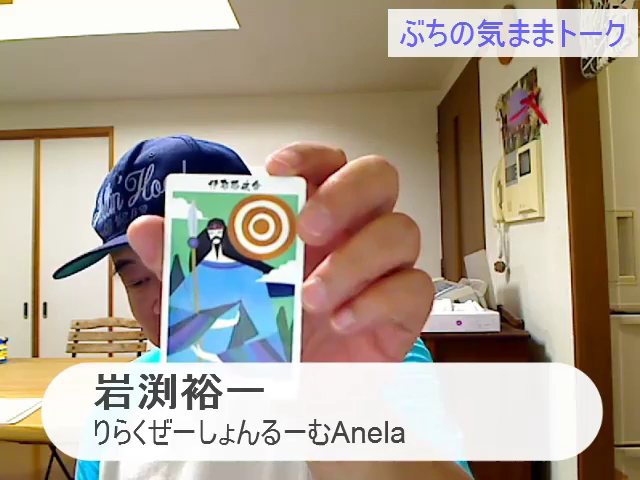 ぶちの気ままトーク
伊耶那岐命
岩渕裕一
りらくぜーしょんるーむAnela